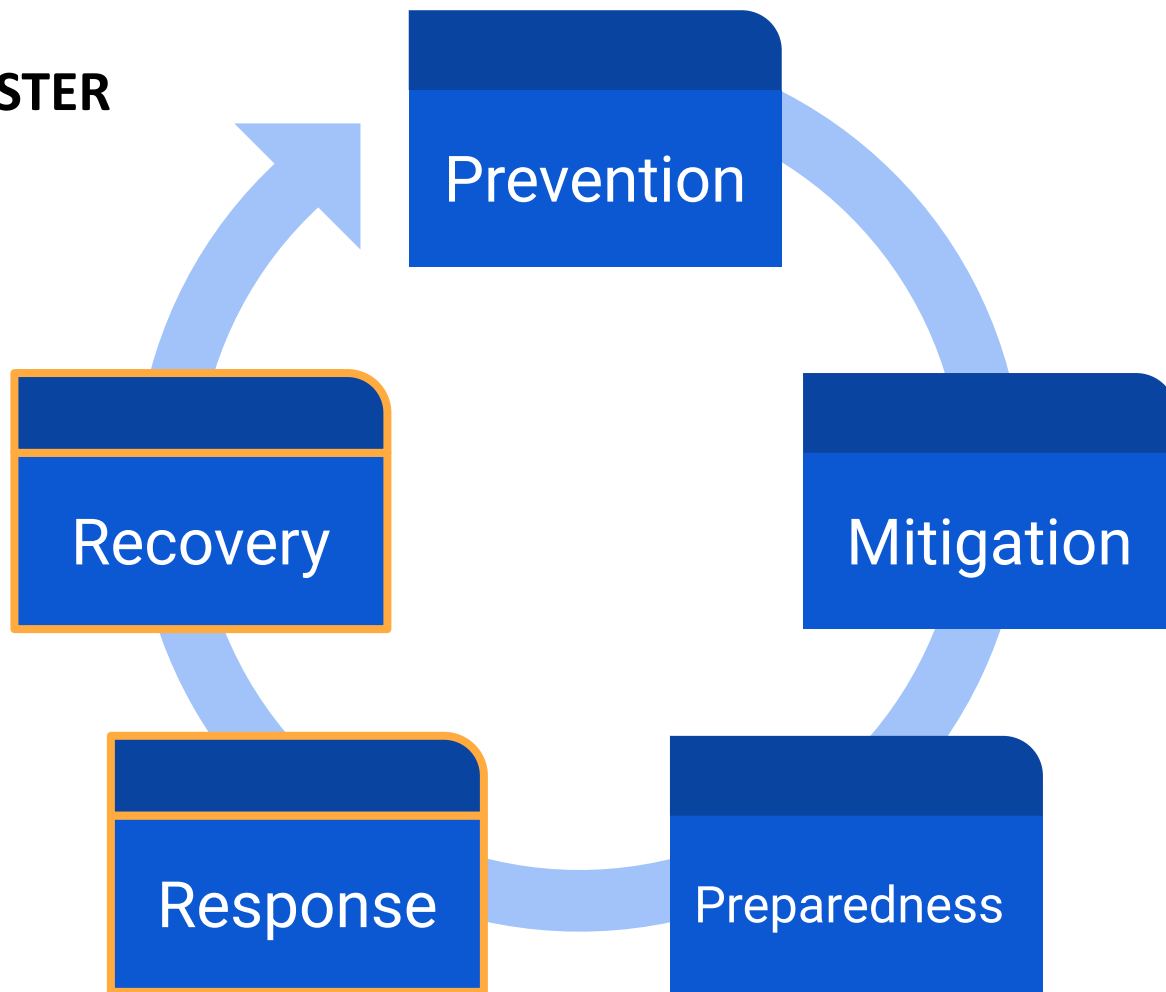 STER
Prevention
Recovery
Mitigation
Response
Preparedness